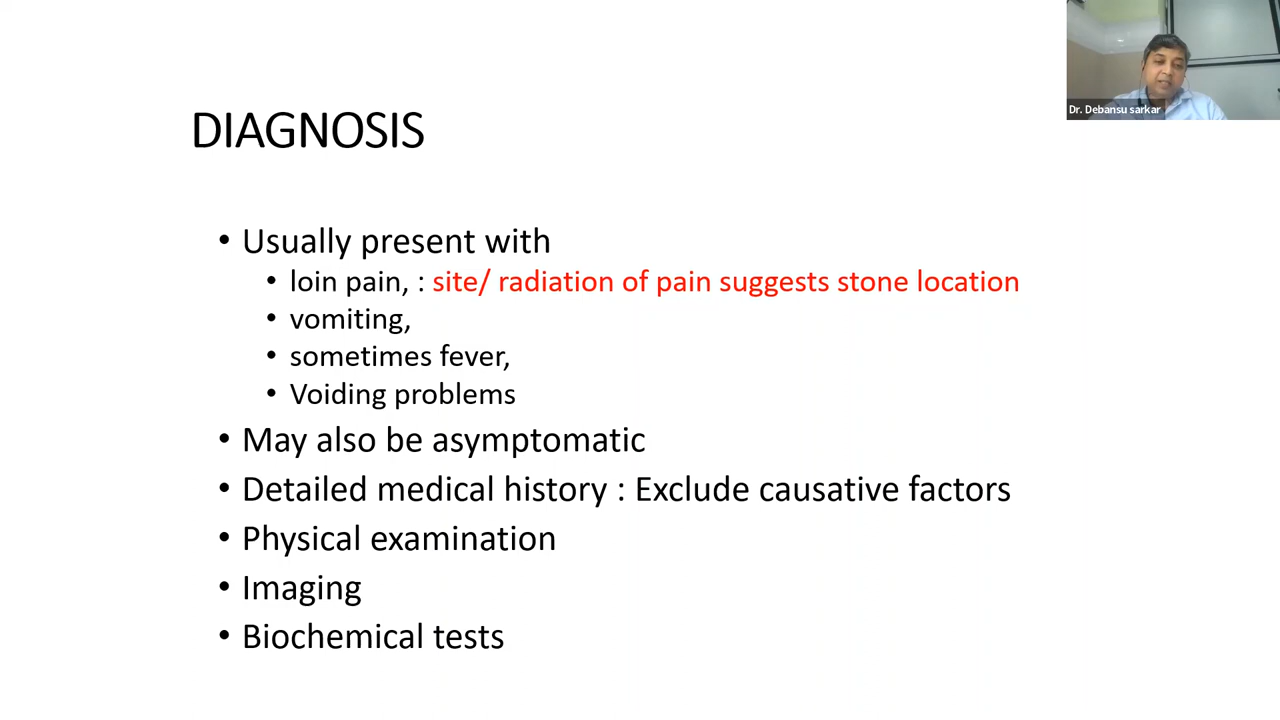 Dr. Debansu sarkar
DIAGNOSIS
• Usually present with
• loin pain, : site/ radiation of pain suggests stone location
• vomiting,
• sometimes fever,
• Voiding problems
• May also be asymptomatic
• Detailed medical history : Exclude causative factors
• Physical examination
• Imaging
• Biochemical tests